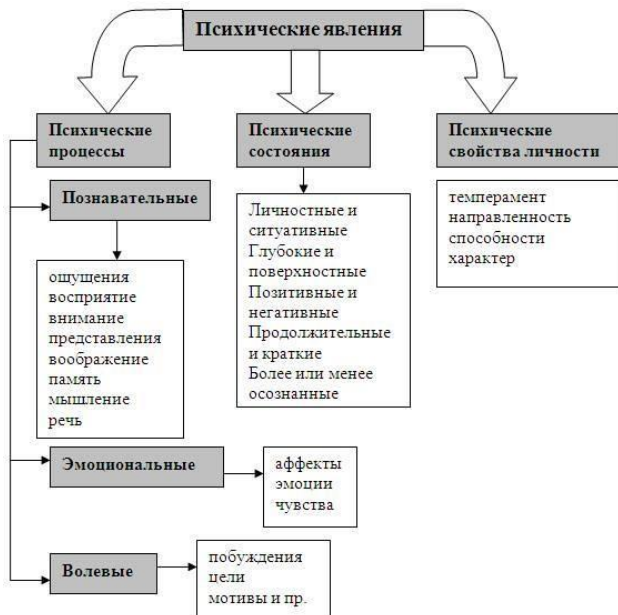 Психические явления
Психические
процессы
Психические
состояния
Психические
свойства личности
Познавательные
ощущения
восприятие
внимание
представления
воображение
память
мышление
речь
Личностные и
ситуативные
Глубокие и
поверхностные
Позитивные и
негативные
Продолжительные
и краткие
Более или менее
осознанные
темперамент
направленность
способности
характер
Эмоциональные
аффекты
эмоции
чувства
Волевые
побуждения
цели
мотивы и пр.